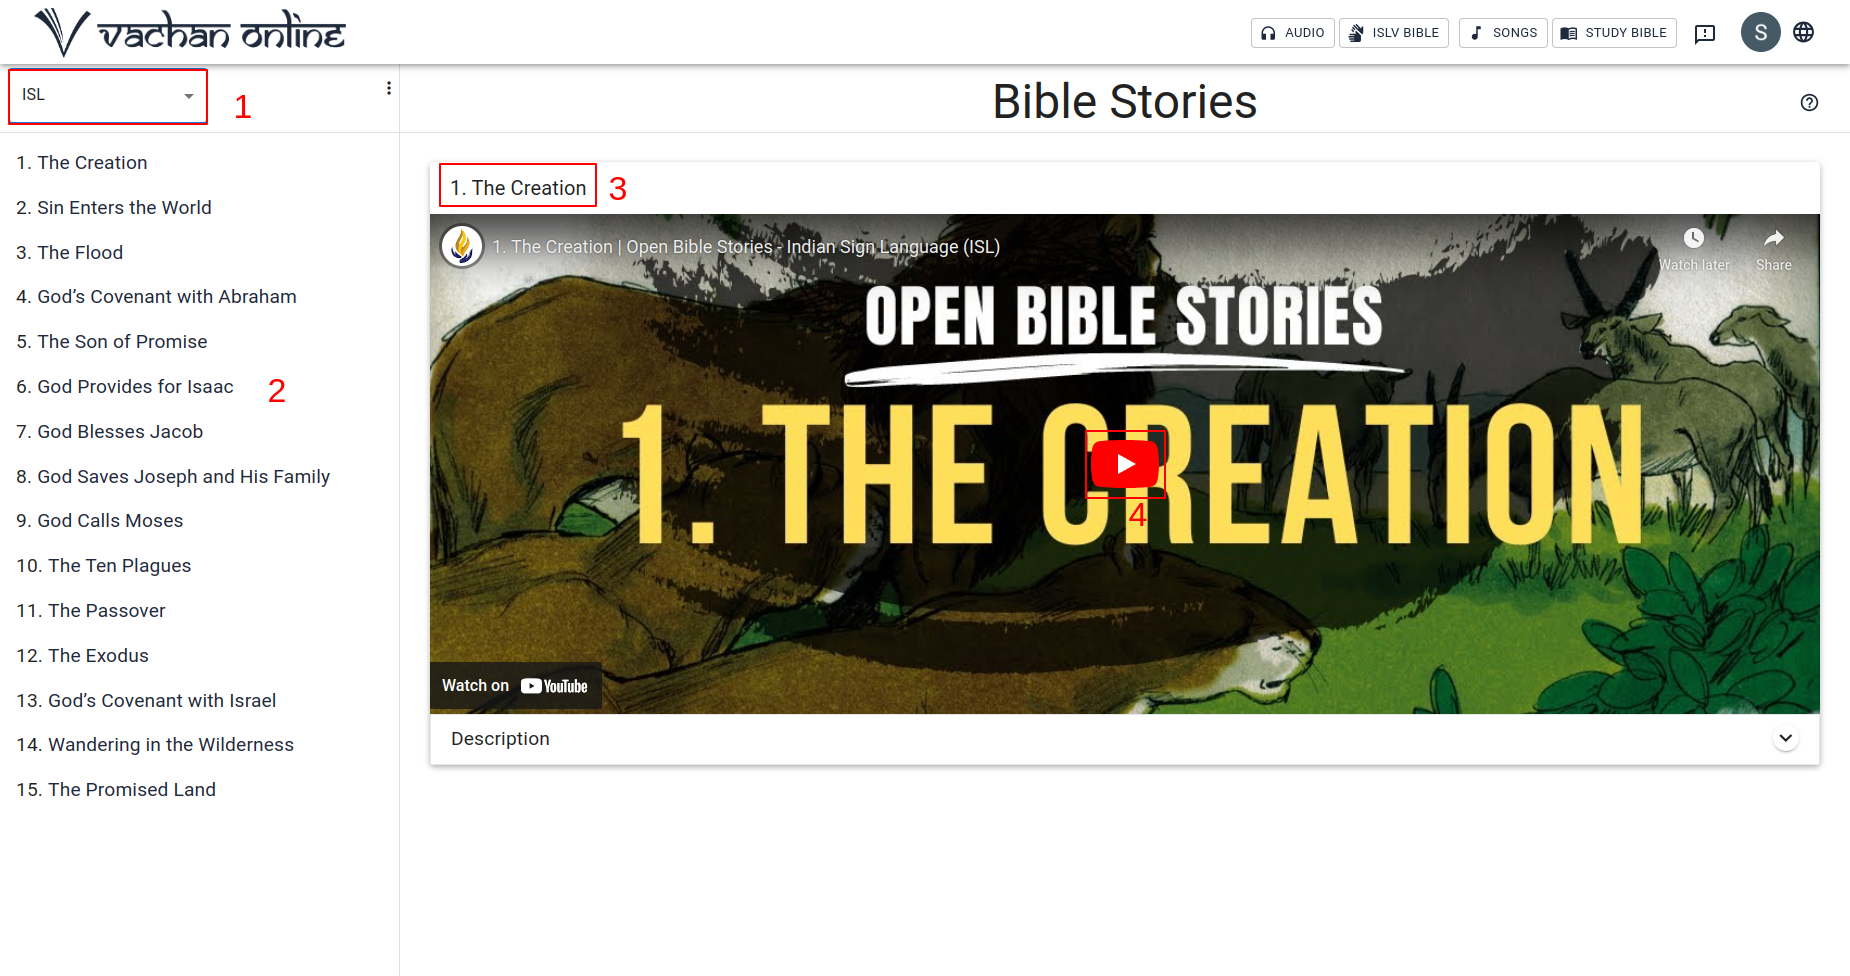 vachan online
AUDIO
ISLV BIBLE
SONGS
STUDY BIBLE
S
ISL
1
Bible Stories
1. The Creation
2. Sin Enters the World
3. The Flood
4. God’s Covenant with Abraham
5. The Son of Promise
6. God Provides for Isaac
2
7. God Blesses Jacob
8. God Saves Joseph and His Family
9. God Calls Moses
10. The Ten Plagues
11. The Passover
12. The Exodus
13. God’s Covenant with Israel
14. Wandering in the Wilderness
15. The Promised Land
1. The Creation
3
1. The Creation | Open Bible Stories - Indian Sign Language (ISL)
Watch later
Share
OPEN BIBLE STORIES
1. THE CREATION
4
Watch on YouTube
Description